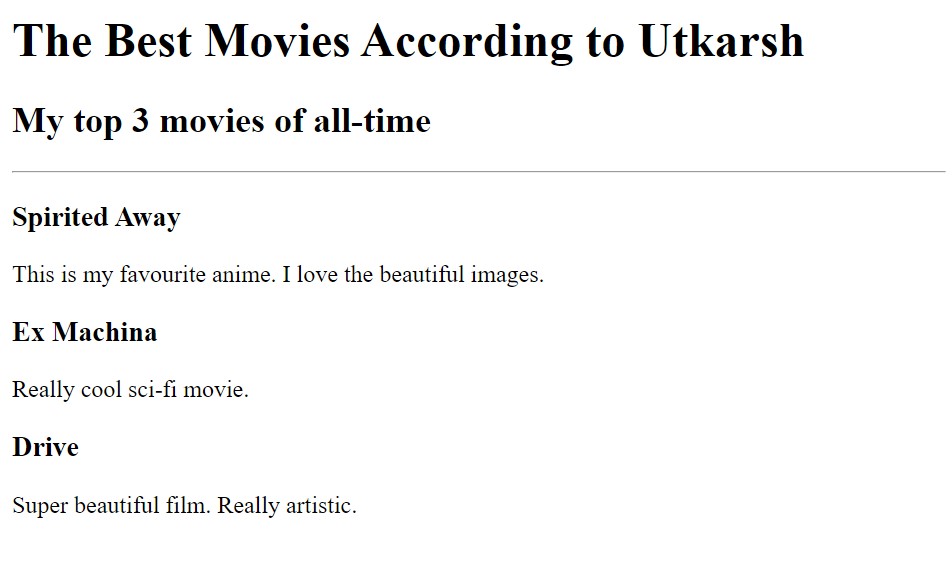 The Best Movies According to Utkarsh
My top 3 movies of all-time
Spirited Away
This is my favourite anime. I love the beautiful images.
Ex Machina
Really cool sci-fi movie.
Drive
Super beautiful film. Really artistic.